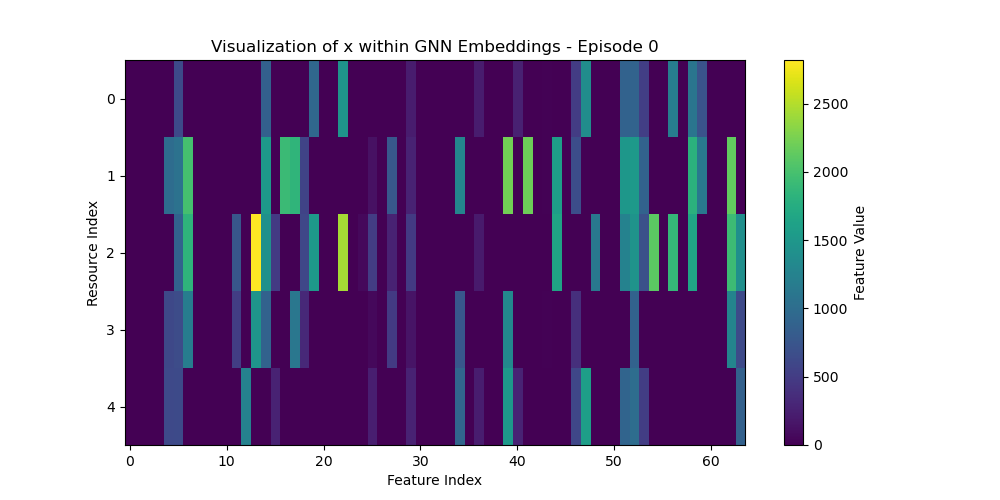 Visualization of x within GNN Embeddings - Episode 0
Resource Index
0
1
2
3
4
0 10 20 30 40 50 60
Feature Index
2500
2000
1500
1000
500
0
Feature Value